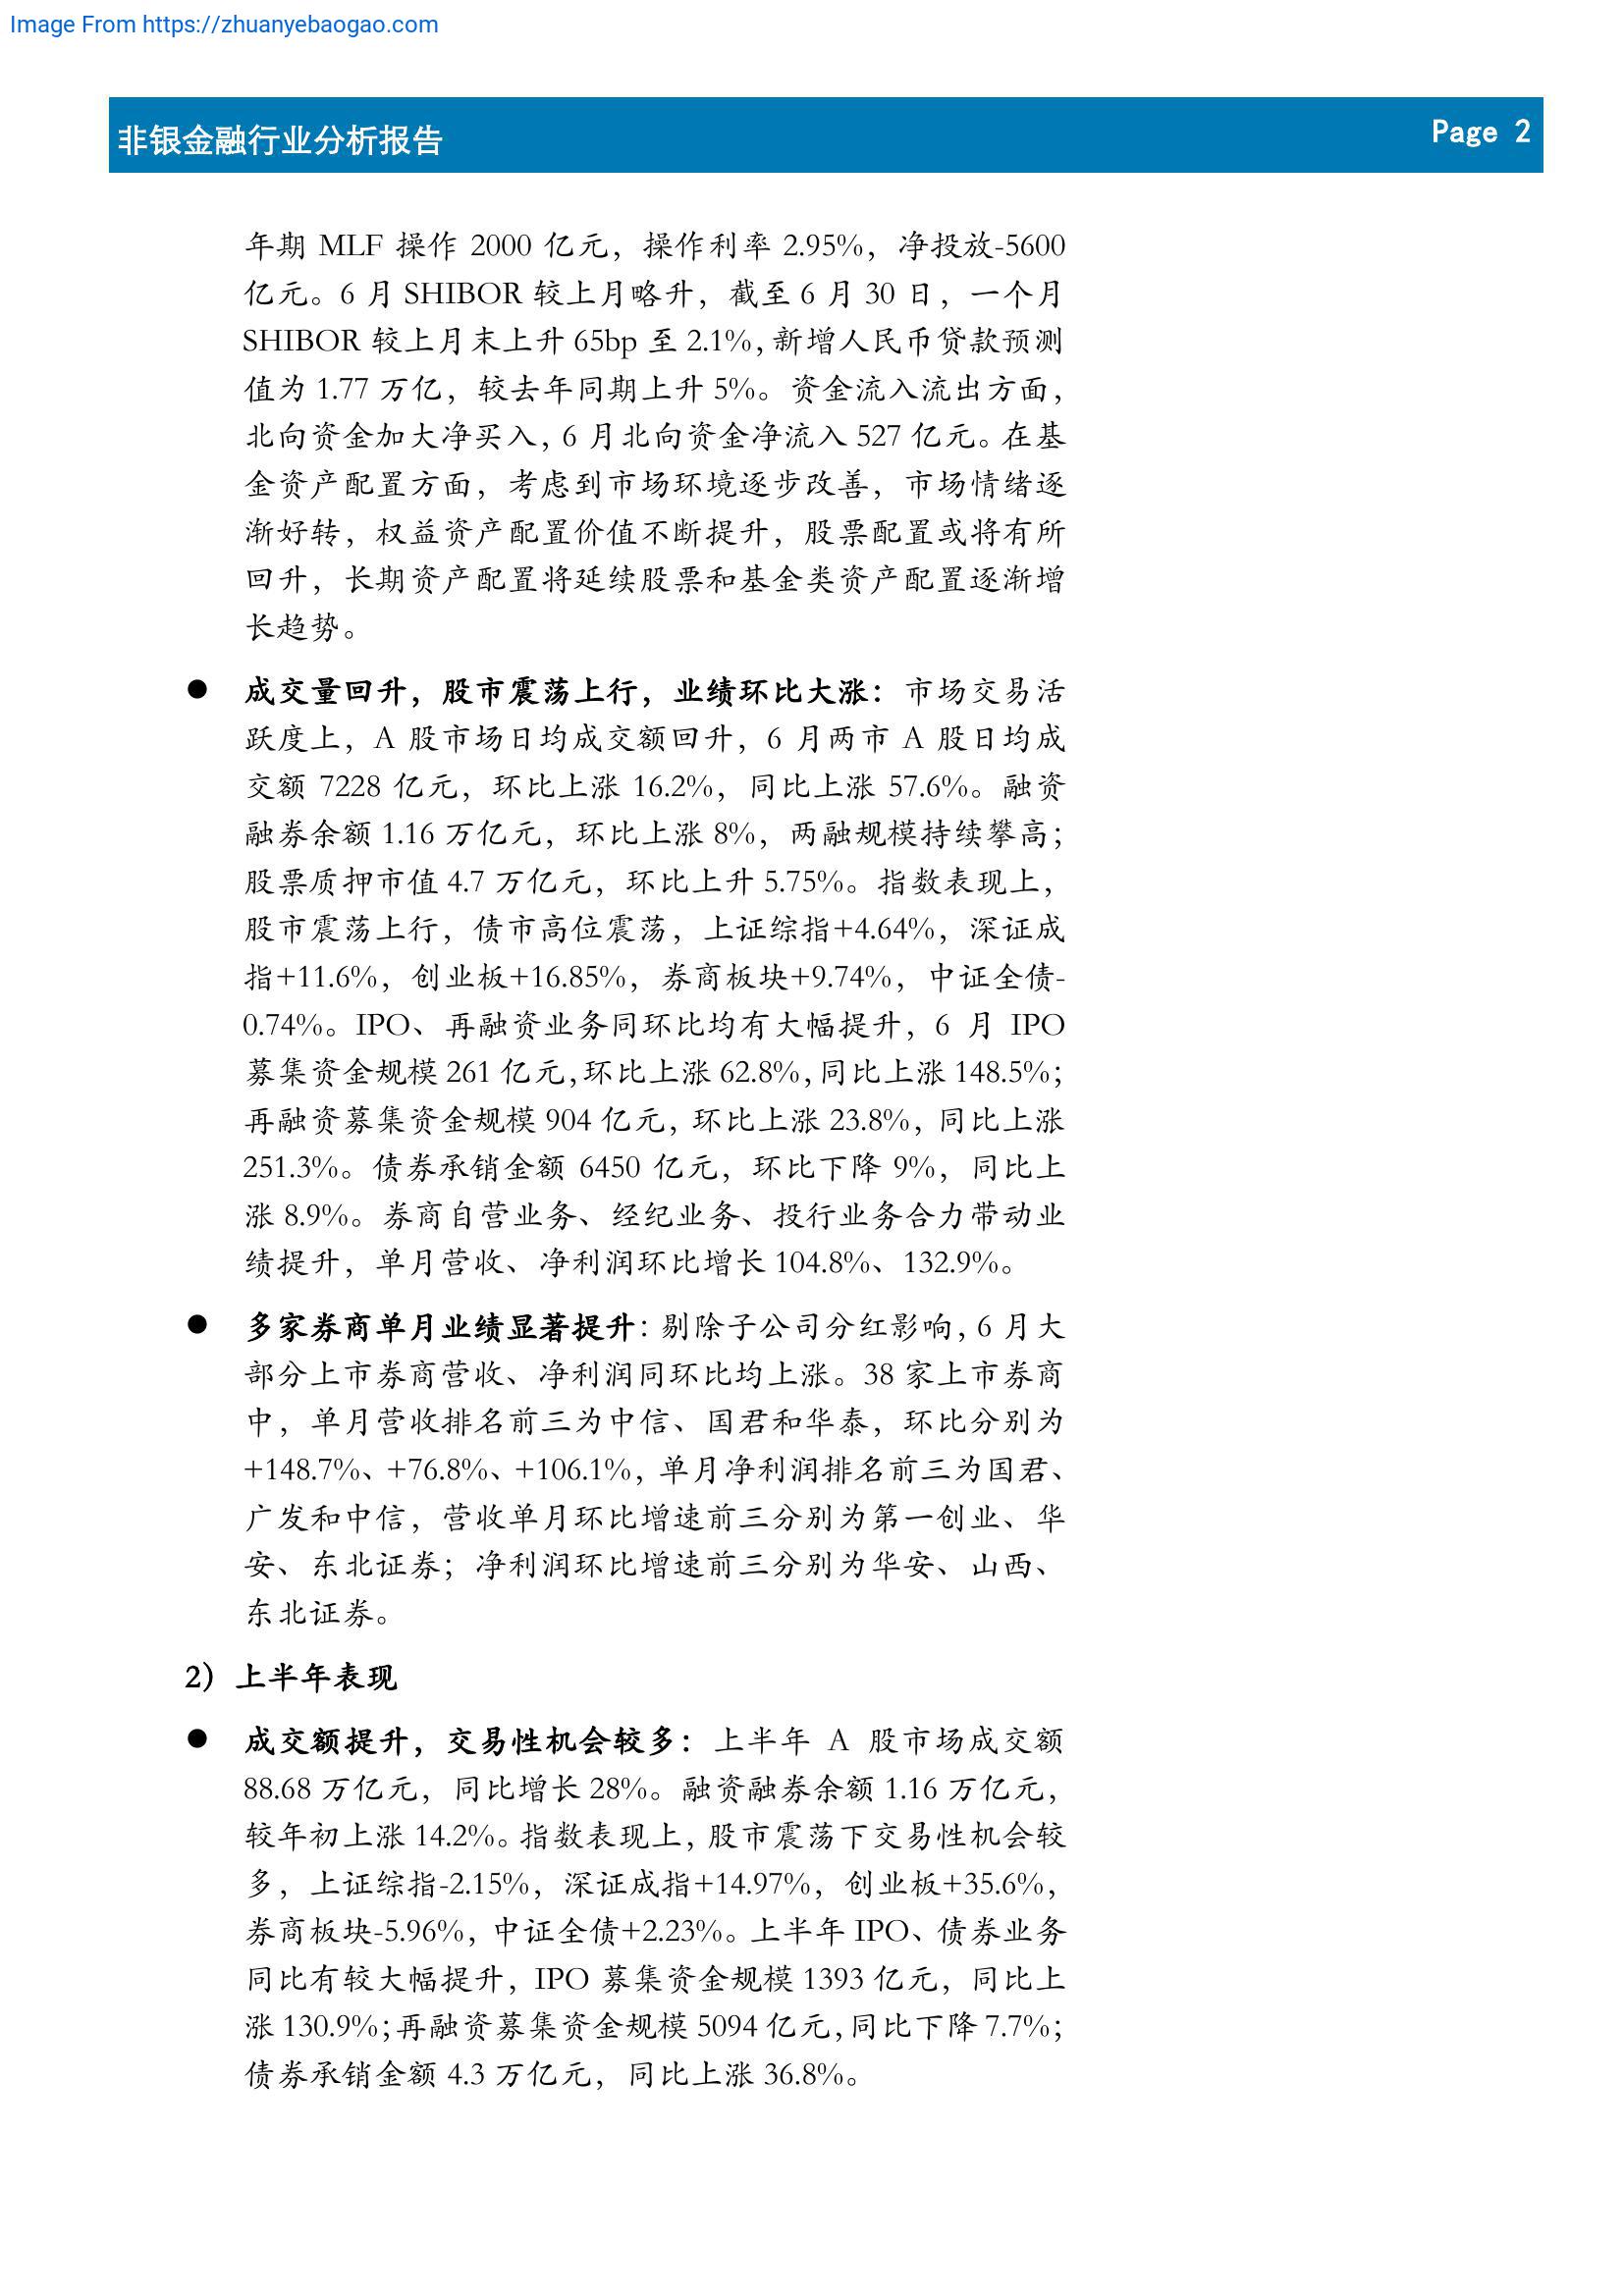 Image From https://zhuanyebaogao.com
非银金融行业分析报告
Page 2
年期 MLF 操作 2000 亿元，操作利率 2.95%，净投放-5600
亿元。6 月 SHIBOR 较上月略升，截至 6 月 30 日，一个月
SHIBOR 较上月末上升 65bp 至 2.1%，新增人民币贷款预测
值为 1.77 万亿，较去年同期上升 5%。资金流入流出方面，
北向资金加大净买入，6 月北向资金净流入 527 亿元。在基
金资产配置方面，考虑到市场环境逐步改善，市场情绪逐
渐好转，权益资产配置价值不断提升，股票配置或将有所
回升，长期资产配置将延续股票和基金类资产配置逐渐增
长趋势。
● 成交量回升，股市震荡上行，业绩环比大涨：市场交易活
跃度上，A 股市场日均成交额回升，6 月两市 A 股日均成
交额 7228 亿元，环比上涨 16.2%，同比上涨 57.6%。融资
融券余额 1.16 万亿元，环比上涨 8%，两融规模持续攀高；
股票质押市值 4.7 万亿元，环比上升 5.75%。指数表现上，
股市震荡上行，债市高位震荡，上证综指+4.64%，深证成
指+11.6%，创业板+16.85%，券商板块+9.74%，中证全债-
0.74%。IPO、再融资业务同环比均有大幅提升，6 月 IPO
募集资金规模 261 亿元，环比上涨 62.8%，同比上涨 148.5%；
再融资募集资金规模 904 亿元，环比上涨 23.8%，同比上涨
251.3%。债券承销金额 6450 亿元，环比下降 9%，同比上
涨 8.9%。券商自营业务、经纪业务、投行业务合力带动业
绩提升，单月营收、净利润环比增长 104.8%、132.9%。
● 多家券商单月业绩显著提升：剔除子公司分红影响，6 月大
部分上市券商营收、净利润同环比均上涨。38 家上市券商
中，单月营收排名前三为中信、国君和华泰，环比分别为
+148.7%、+76.8%、+106.1%，单月净利润排名前三为国君、
广发和中信，营收单月环比增速前三分别为第一创业、华
安、东北证券；净利润环比增速前三分别为华安、山西、
东北证券。
2）上半年表现
● 成交额提升，交易性机会较多：上半年 A 股市场成交额
88.68 万亿元，同比增长 28%。融资融券余额 1.16 万亿元，
较年初上涨 14.2%。指数表现上，股市震荡下交易性机会较
多，上证综指-2.15%，深证成指+14.97%，创业板+35.6%，
券商板块-5.96%，中证全债+2.23%。上半年 IPO、债券业务
同比有较大幅提升，IPO 募集资金规模 1393 亿元，同比上
涨 130.9%；再融资募集资金规模 5094 亿元，同比下降 7.7%；
债券承销金额 4.3 万亿元，同比上涨 36.8%。